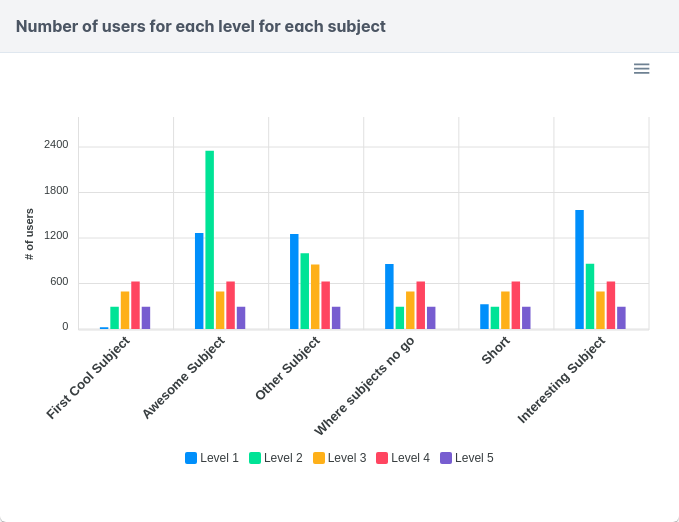 Number of users for each level for each subject
2400
1800
1200
600
0
# of users
First Cool Subject
Awesome Subject
Other Subject
Where subjects no go
Short
Interesting Subject
Level 1 Level 2 Level 3 Level 4 Level 5